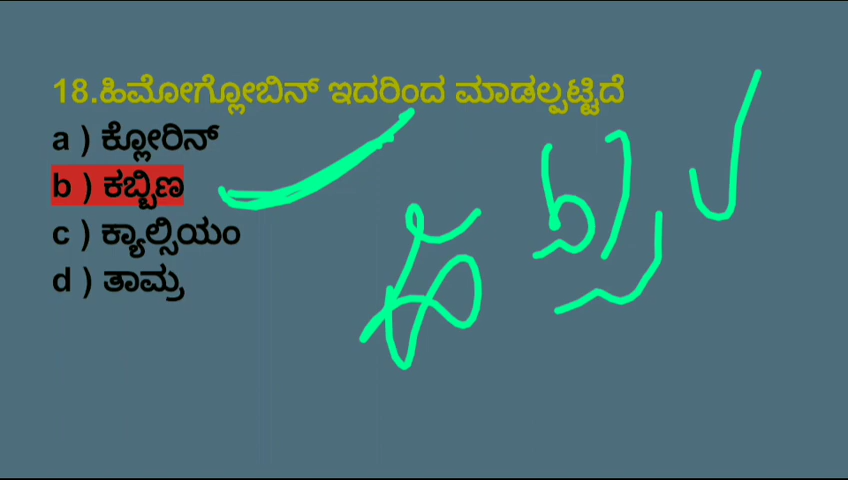 18.ಹಿಮೋಗ್ಲೋಬಿನ್ ಇದರಿಂದ ಮಾಡಲ್ಪಟ್ಟಿದೆ
a ) ಕ್ಲೋರಿನ್
b ) ಕಬ್ಬಿಣ
c ) ಕ್ಯಾಲ್ಸಿಯಂ
d ) ತಾಮ್ರ